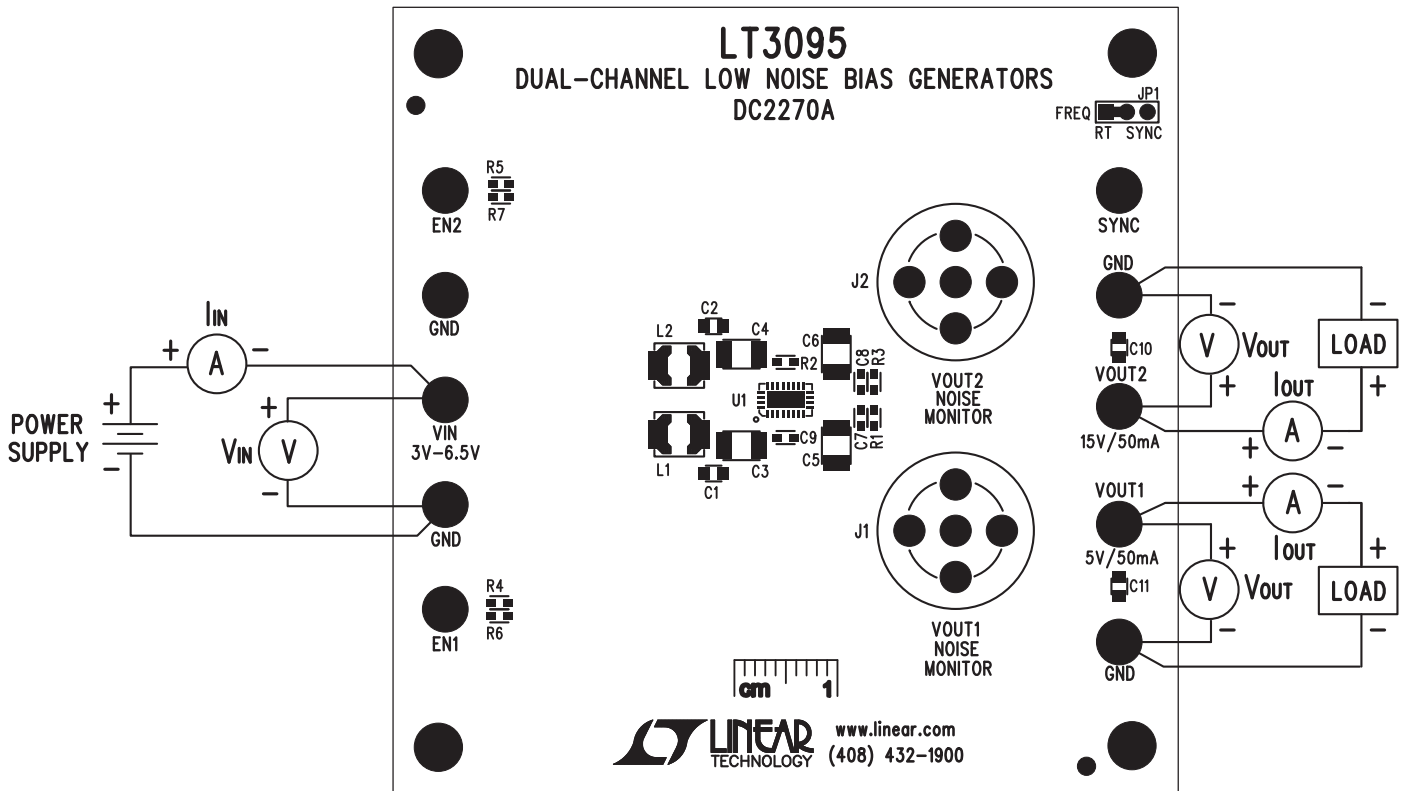 LT3095
DUAL-CHANNEL LOW NOISE BIAS GENERATORS
DC2270A
JP1
FREQ
RT SYNC
R5
R7
EN2
SYNC
GND
J2
GND
IIN
+ A -
C2
C4
L2
C6
C8
R3
R2
VOUT2
NOISE
MONITOR
C10
VOUT2
15V/50mA
-
V VOUT
+
-
LOAD
+
IOUT
+ A -
POWER
SUPPLY
+
-
+
VIN V
-
VIN
3V-6.5V
GND
U1
L1
C1
C3
C9
C5
C7
R1
J1
VOUT1
5V/50mA
C11
+ A -
IOUT
+
V VOUT
-
+
LOAD
-
GND
R4
R6
EN1
VOUT1
NOISE
MONITOR
cm 1
LT LINEAR
TECHNOLOGY
www.linear.com
(408) 432-1900